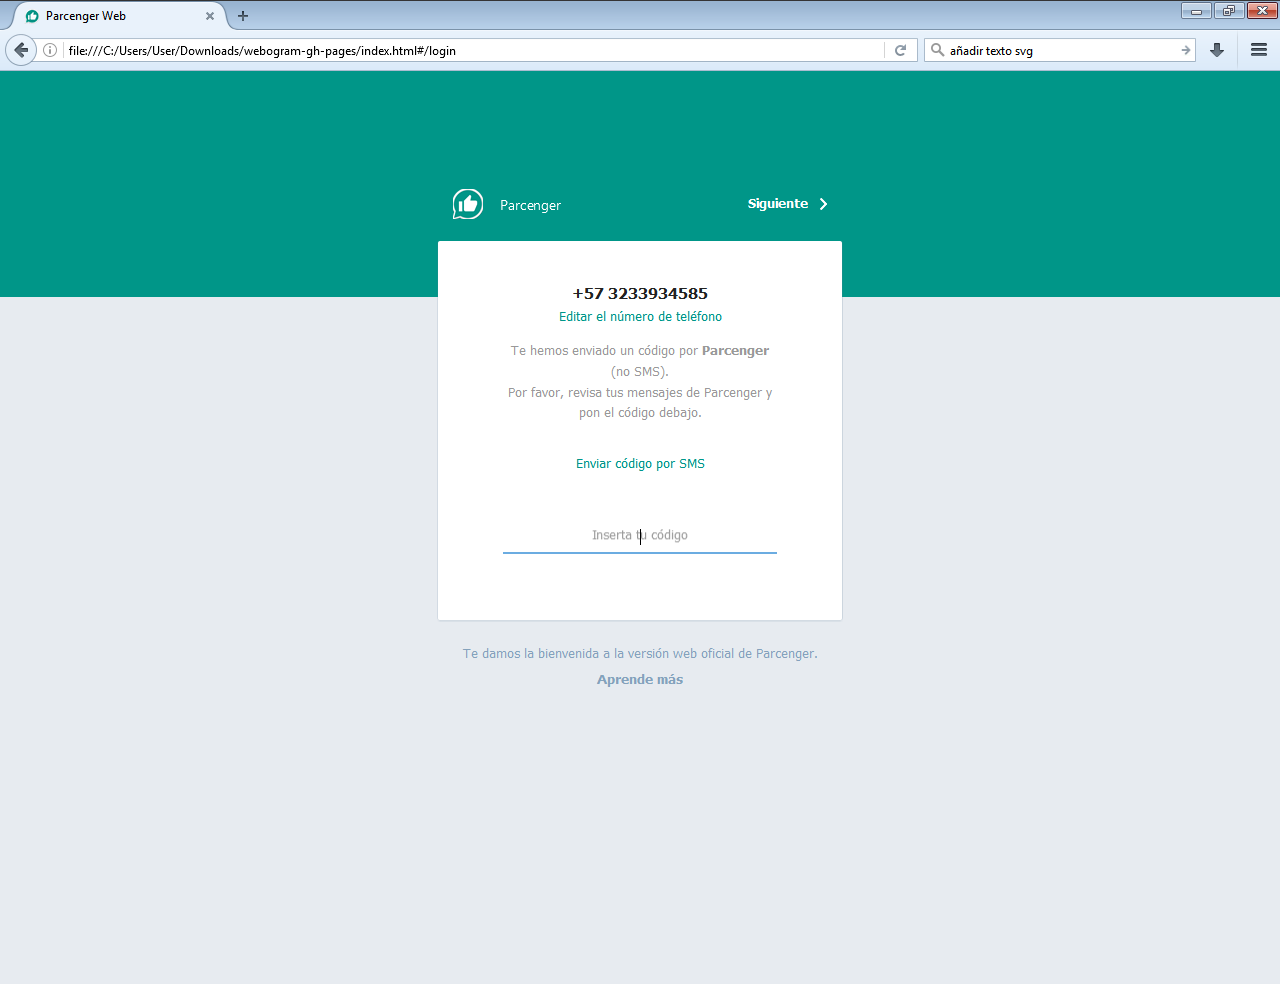 Parcenger Web
file:///C:/Users/User/Downloads/webogram-gh-pages/index.html#/login
añadir texto svg
Parcenger
Siguiente
+57 3233934585
Editar el número de teléfono
Te hemos enviado un código por Parcenger
(no SMS).
Por favor, revisa tus mensajes de Parcenger y
pon el código debajo.
Enviar código por SMS
Inserta tu código
Te damos la bienvenida a la versión web oficial de Parcenger.
Aprende más